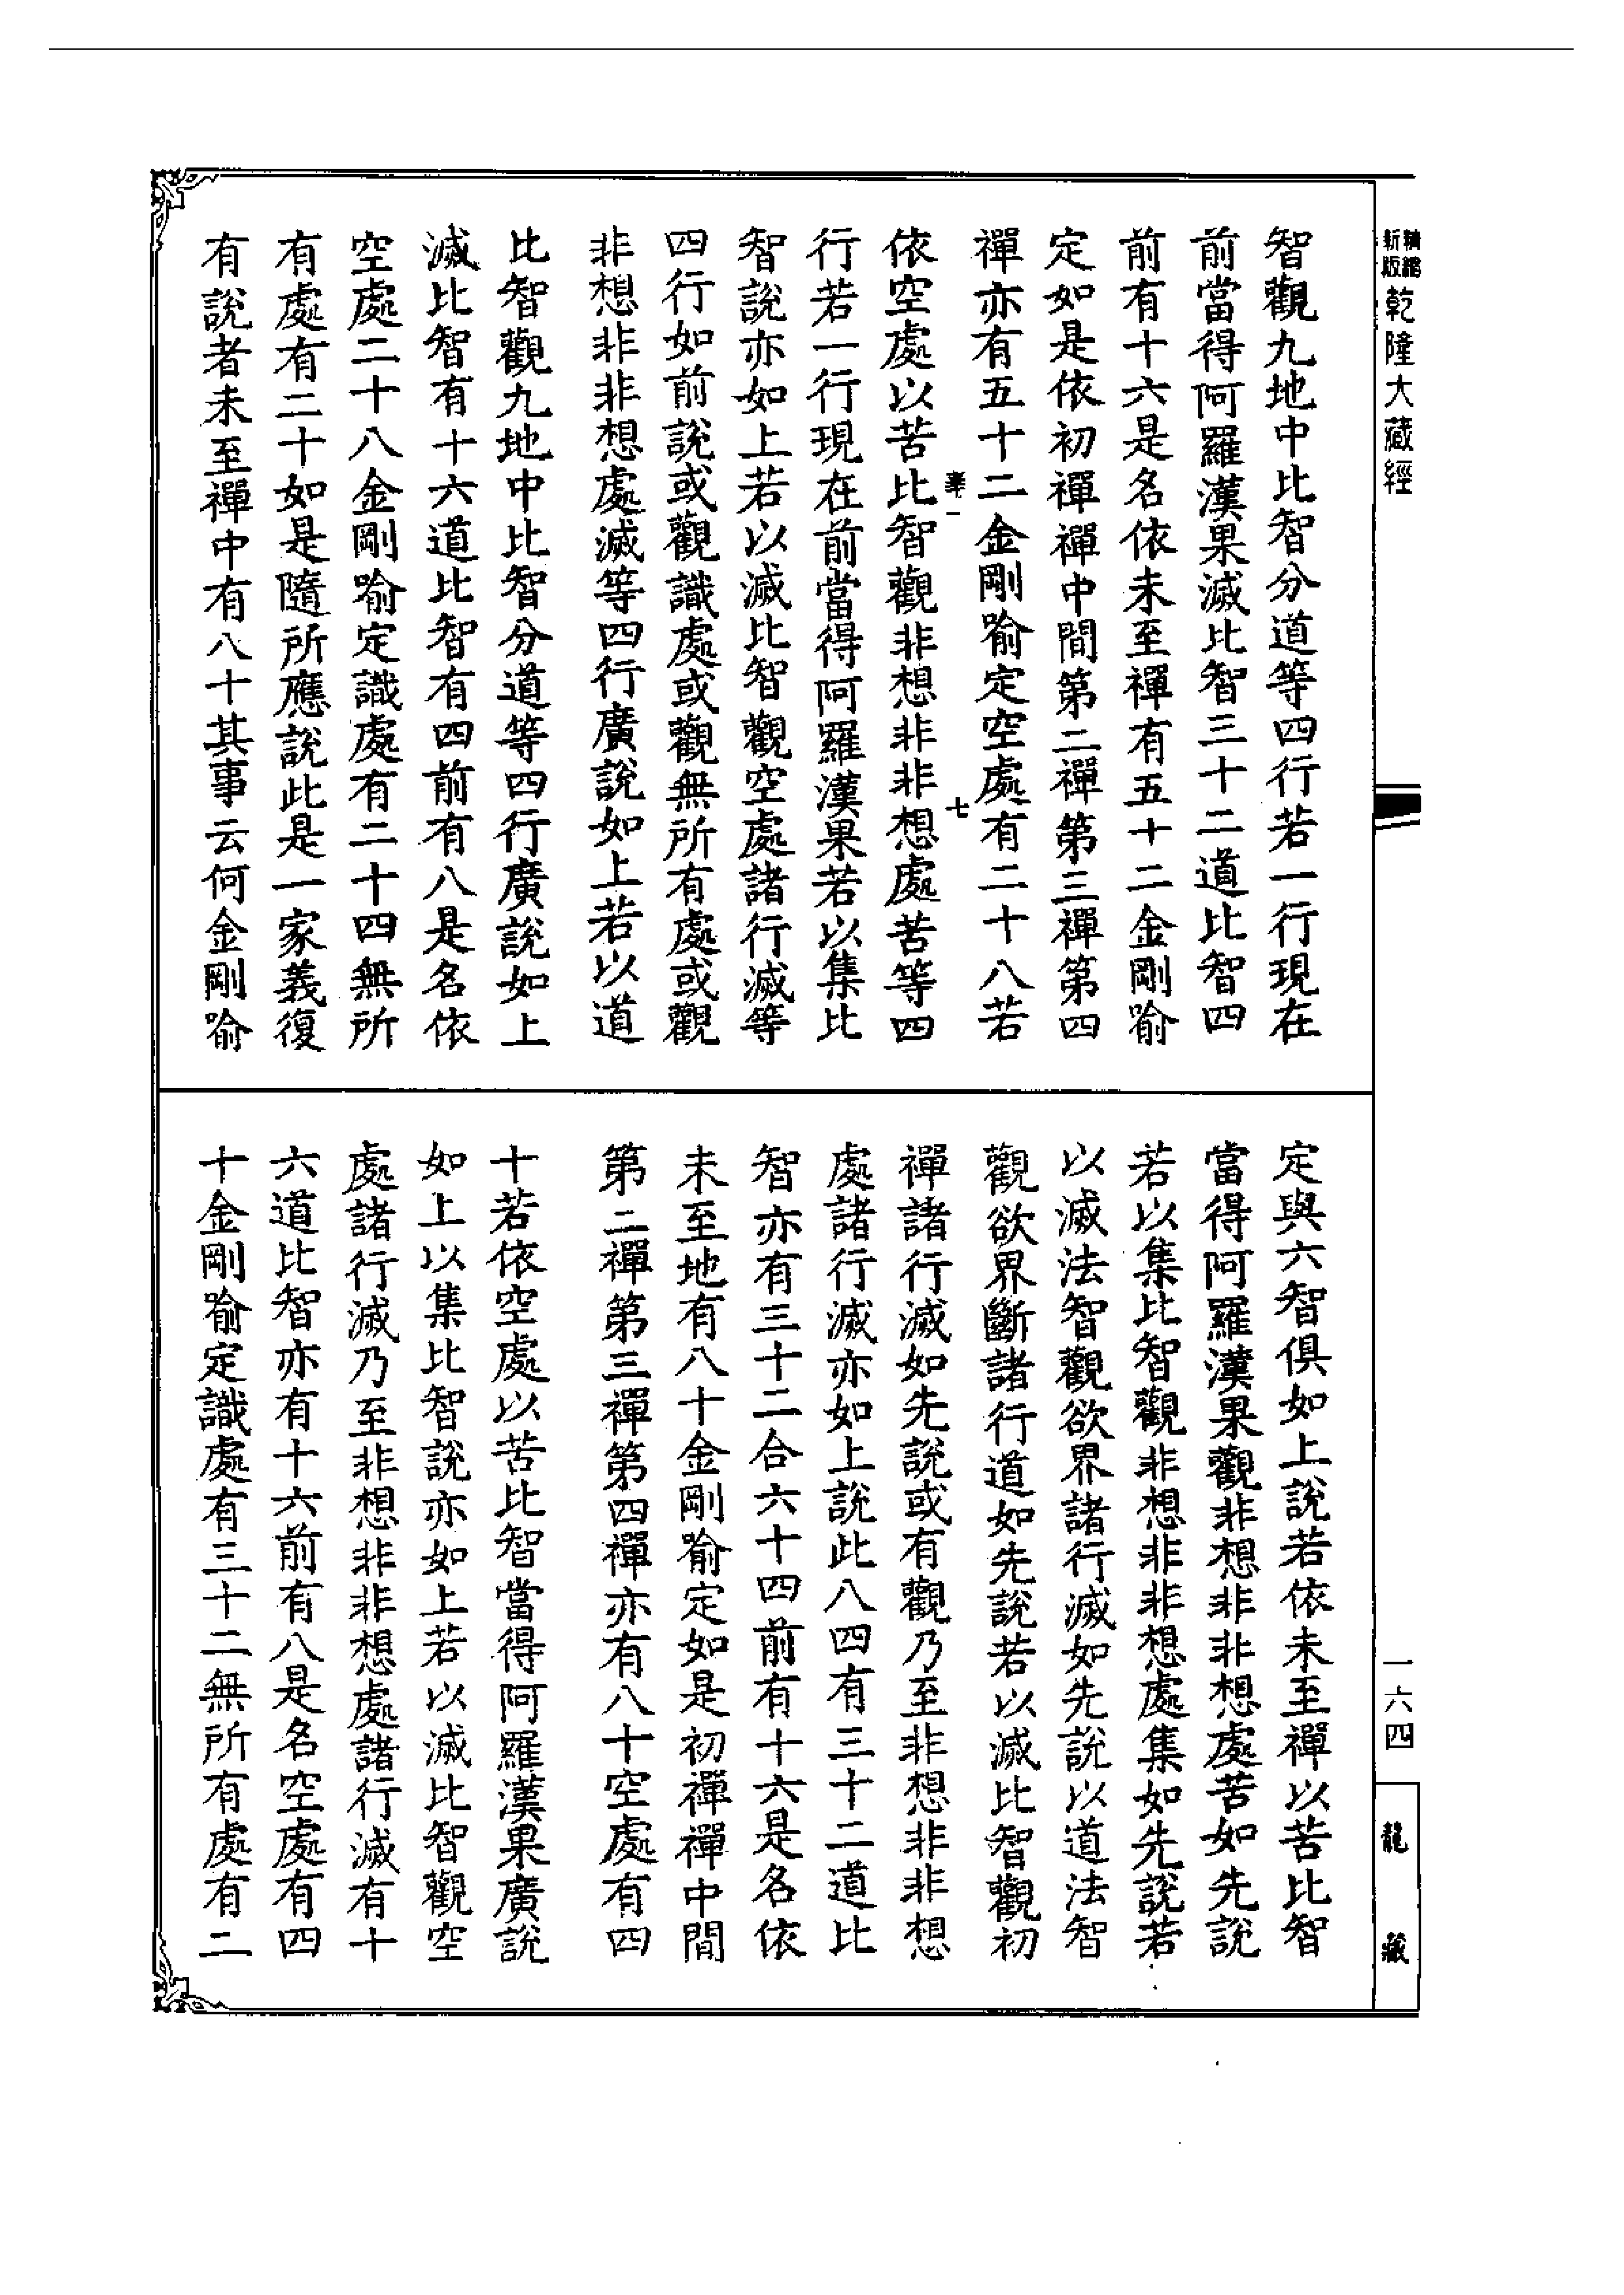 新版
精縮
乾隆大藏經
一六四
龍藏
智觀九地中比智分道等四行若一行現在
前當得阿羅漢果滅比智三十二道比智四
前有十六是名依未至禪有五十二金剛喻
定如是依初禪禪中間第二禪第三禪第四
禪亦有五十二金剛喻定空處有二十八若
七
依空處以苦比智觀非想非非想處苦等四
行若一行現在前當得阿羅漢果若以集比
智說亦如上若以滅比智觀空處諸行滅等
四行如前說或觀識處或觀無所有處或觀
非想非非想處滅等四行廣說如上若以道
比智觀九地中比智分道等四行廣說如上
滅比智有十六道比智有四前有八是名依
空處二十八金剛喻定識處有二十四無所
有處有二十如是隨所應說此是一家義復
有說者未至禪中有八十其事云何金剛喻
定與六智俱如上說若依未至禪以苦比智
當得阿羅漢果觀非想非非想處苦如先說
若以集比智觀非想非非想處集如先說若
以滅法智觀欲界諸行滅如先說以道法智
觀欲界斷諸行道如先說若以滅比智觀初
禪諸行滅如先說或有觀乃至非想非非想
處諸行滅亦如上說此八四有三十二道比
智亦有三十二合六十四前有十六是名依
未至地有八十金剛喻定如是初禪禪中間
第二禪第三禪第四禪亦有八十空處有四
十若依空處以苦比智當得阿羅漢果廣說
如上以集比智說亦如上若以滅比智觀空
處諸行滅乃至非想非非想處諸行滅有十
六道比智亦有十六前有八是名空處有四
十金剛喻定識處有三十二無所有處有二